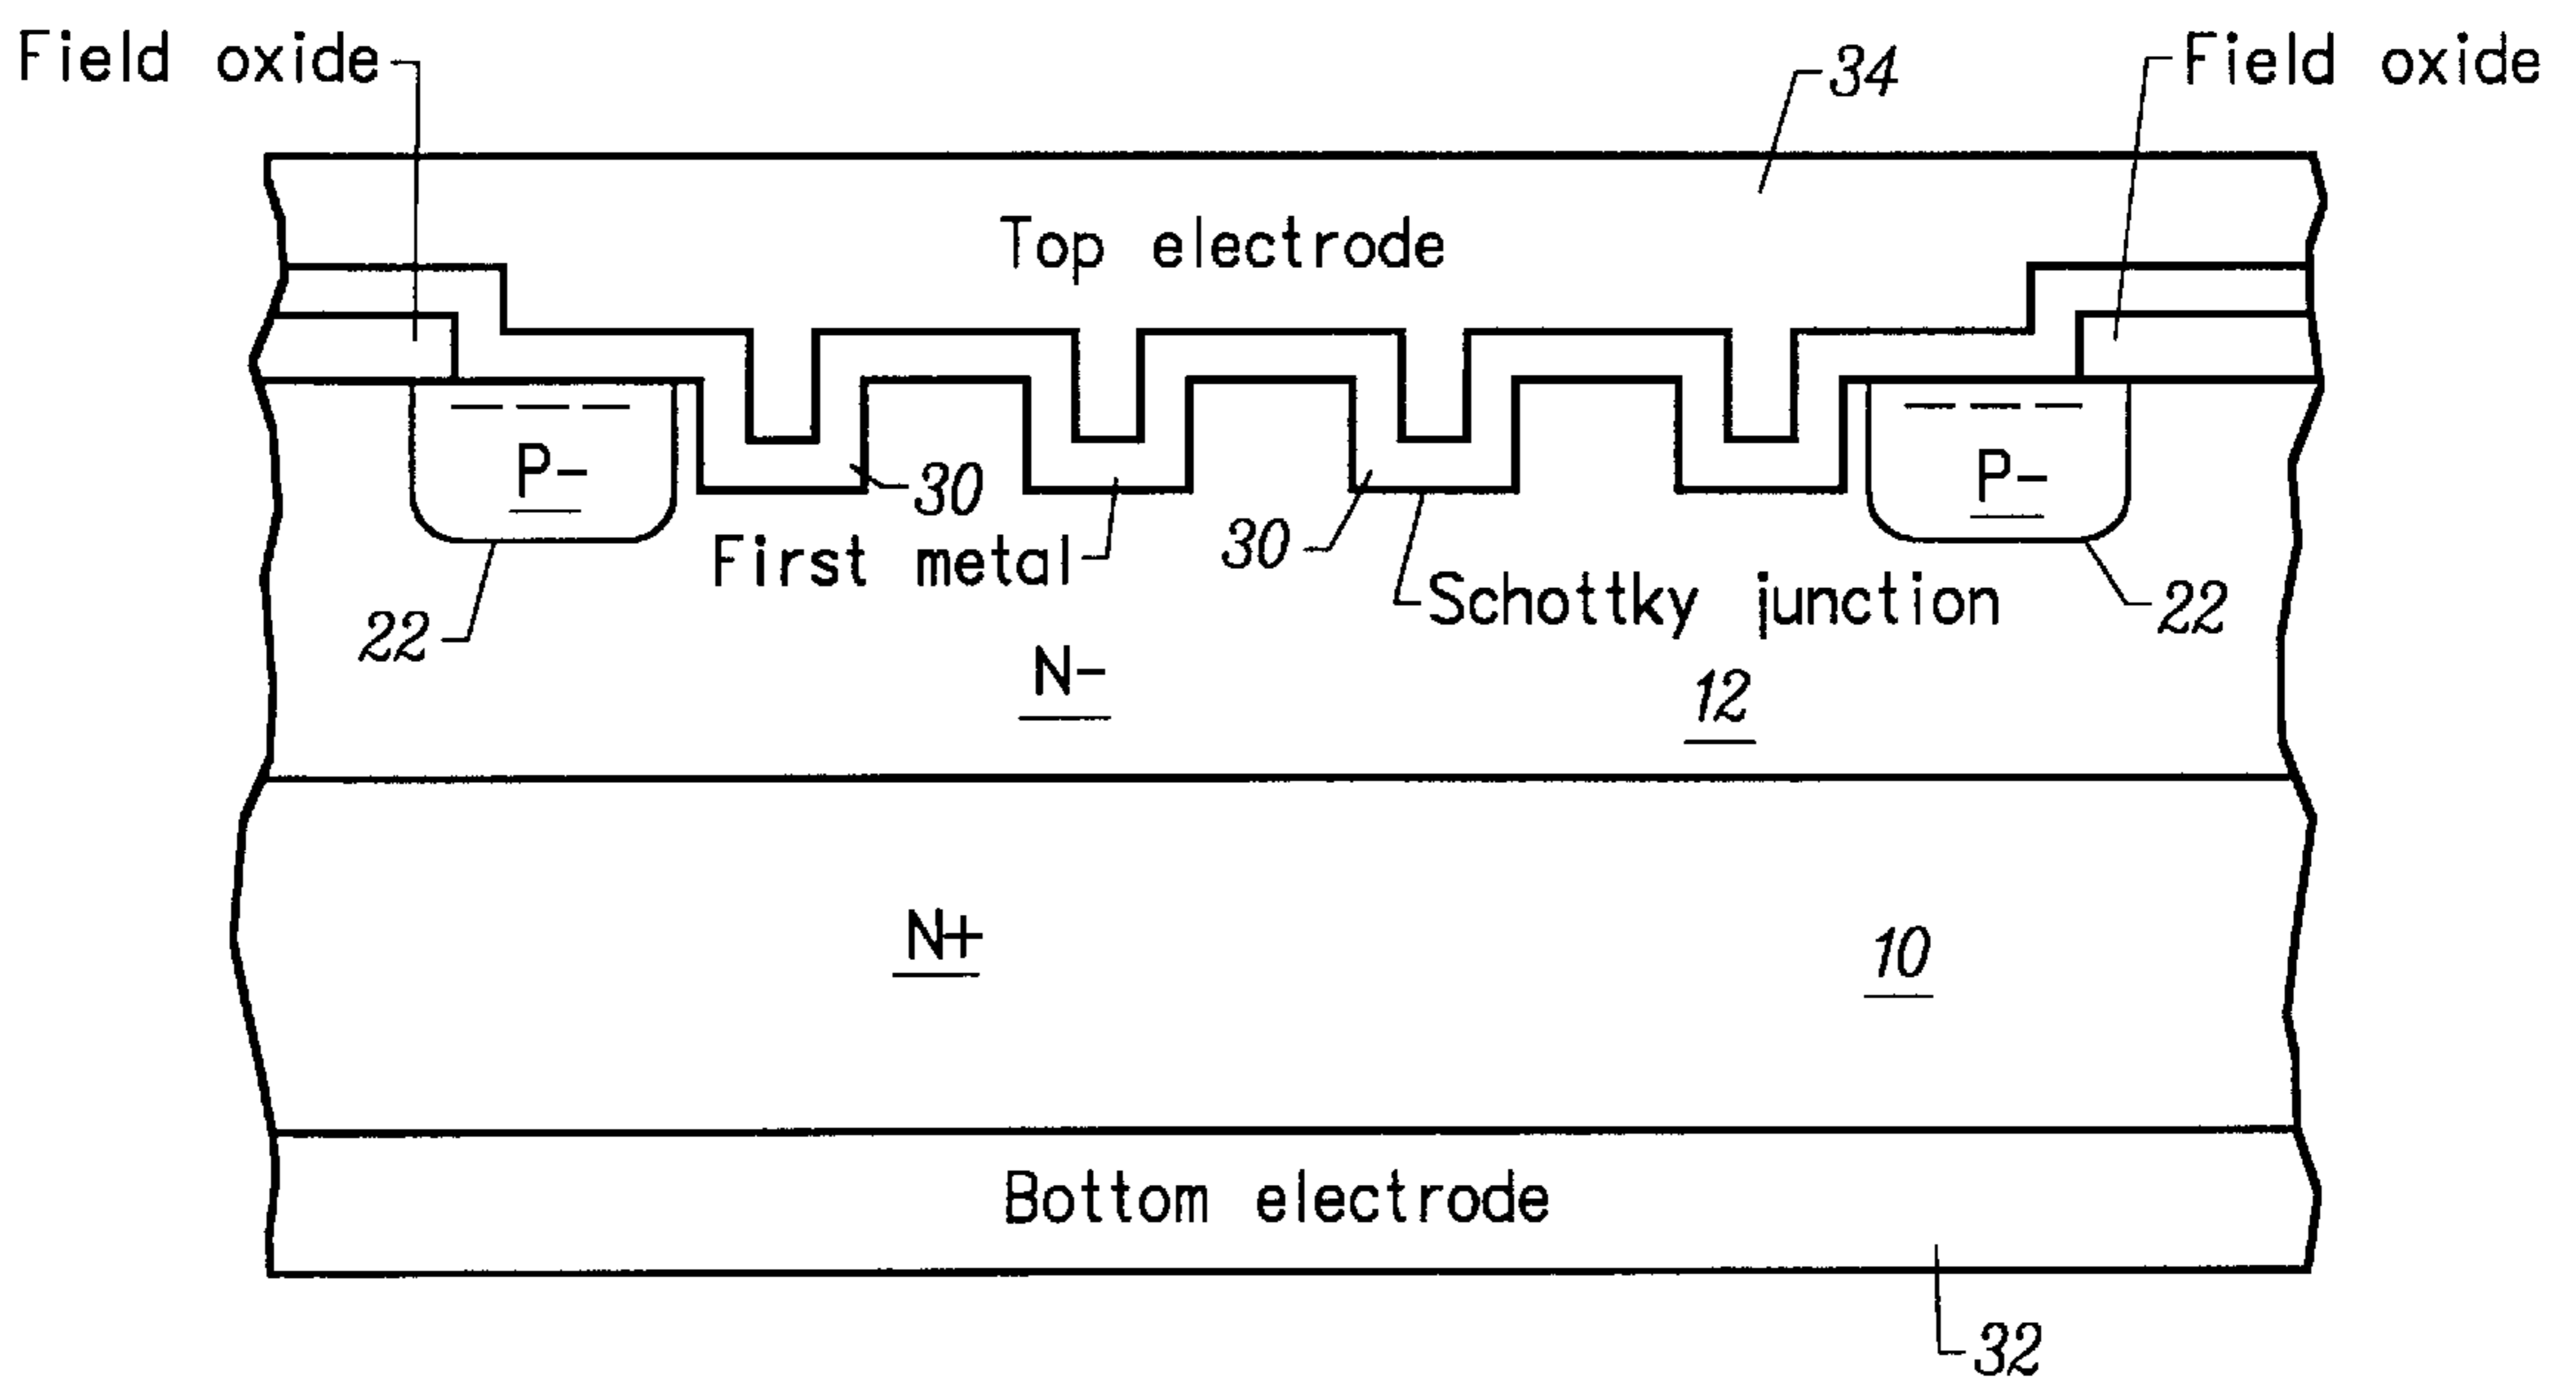 Field oxide
34
Field oxide
Top electrode
P-
30
P-
First metal
30
Schottky junction
22
22
N-
12
N+
10
Bottom electrode
32